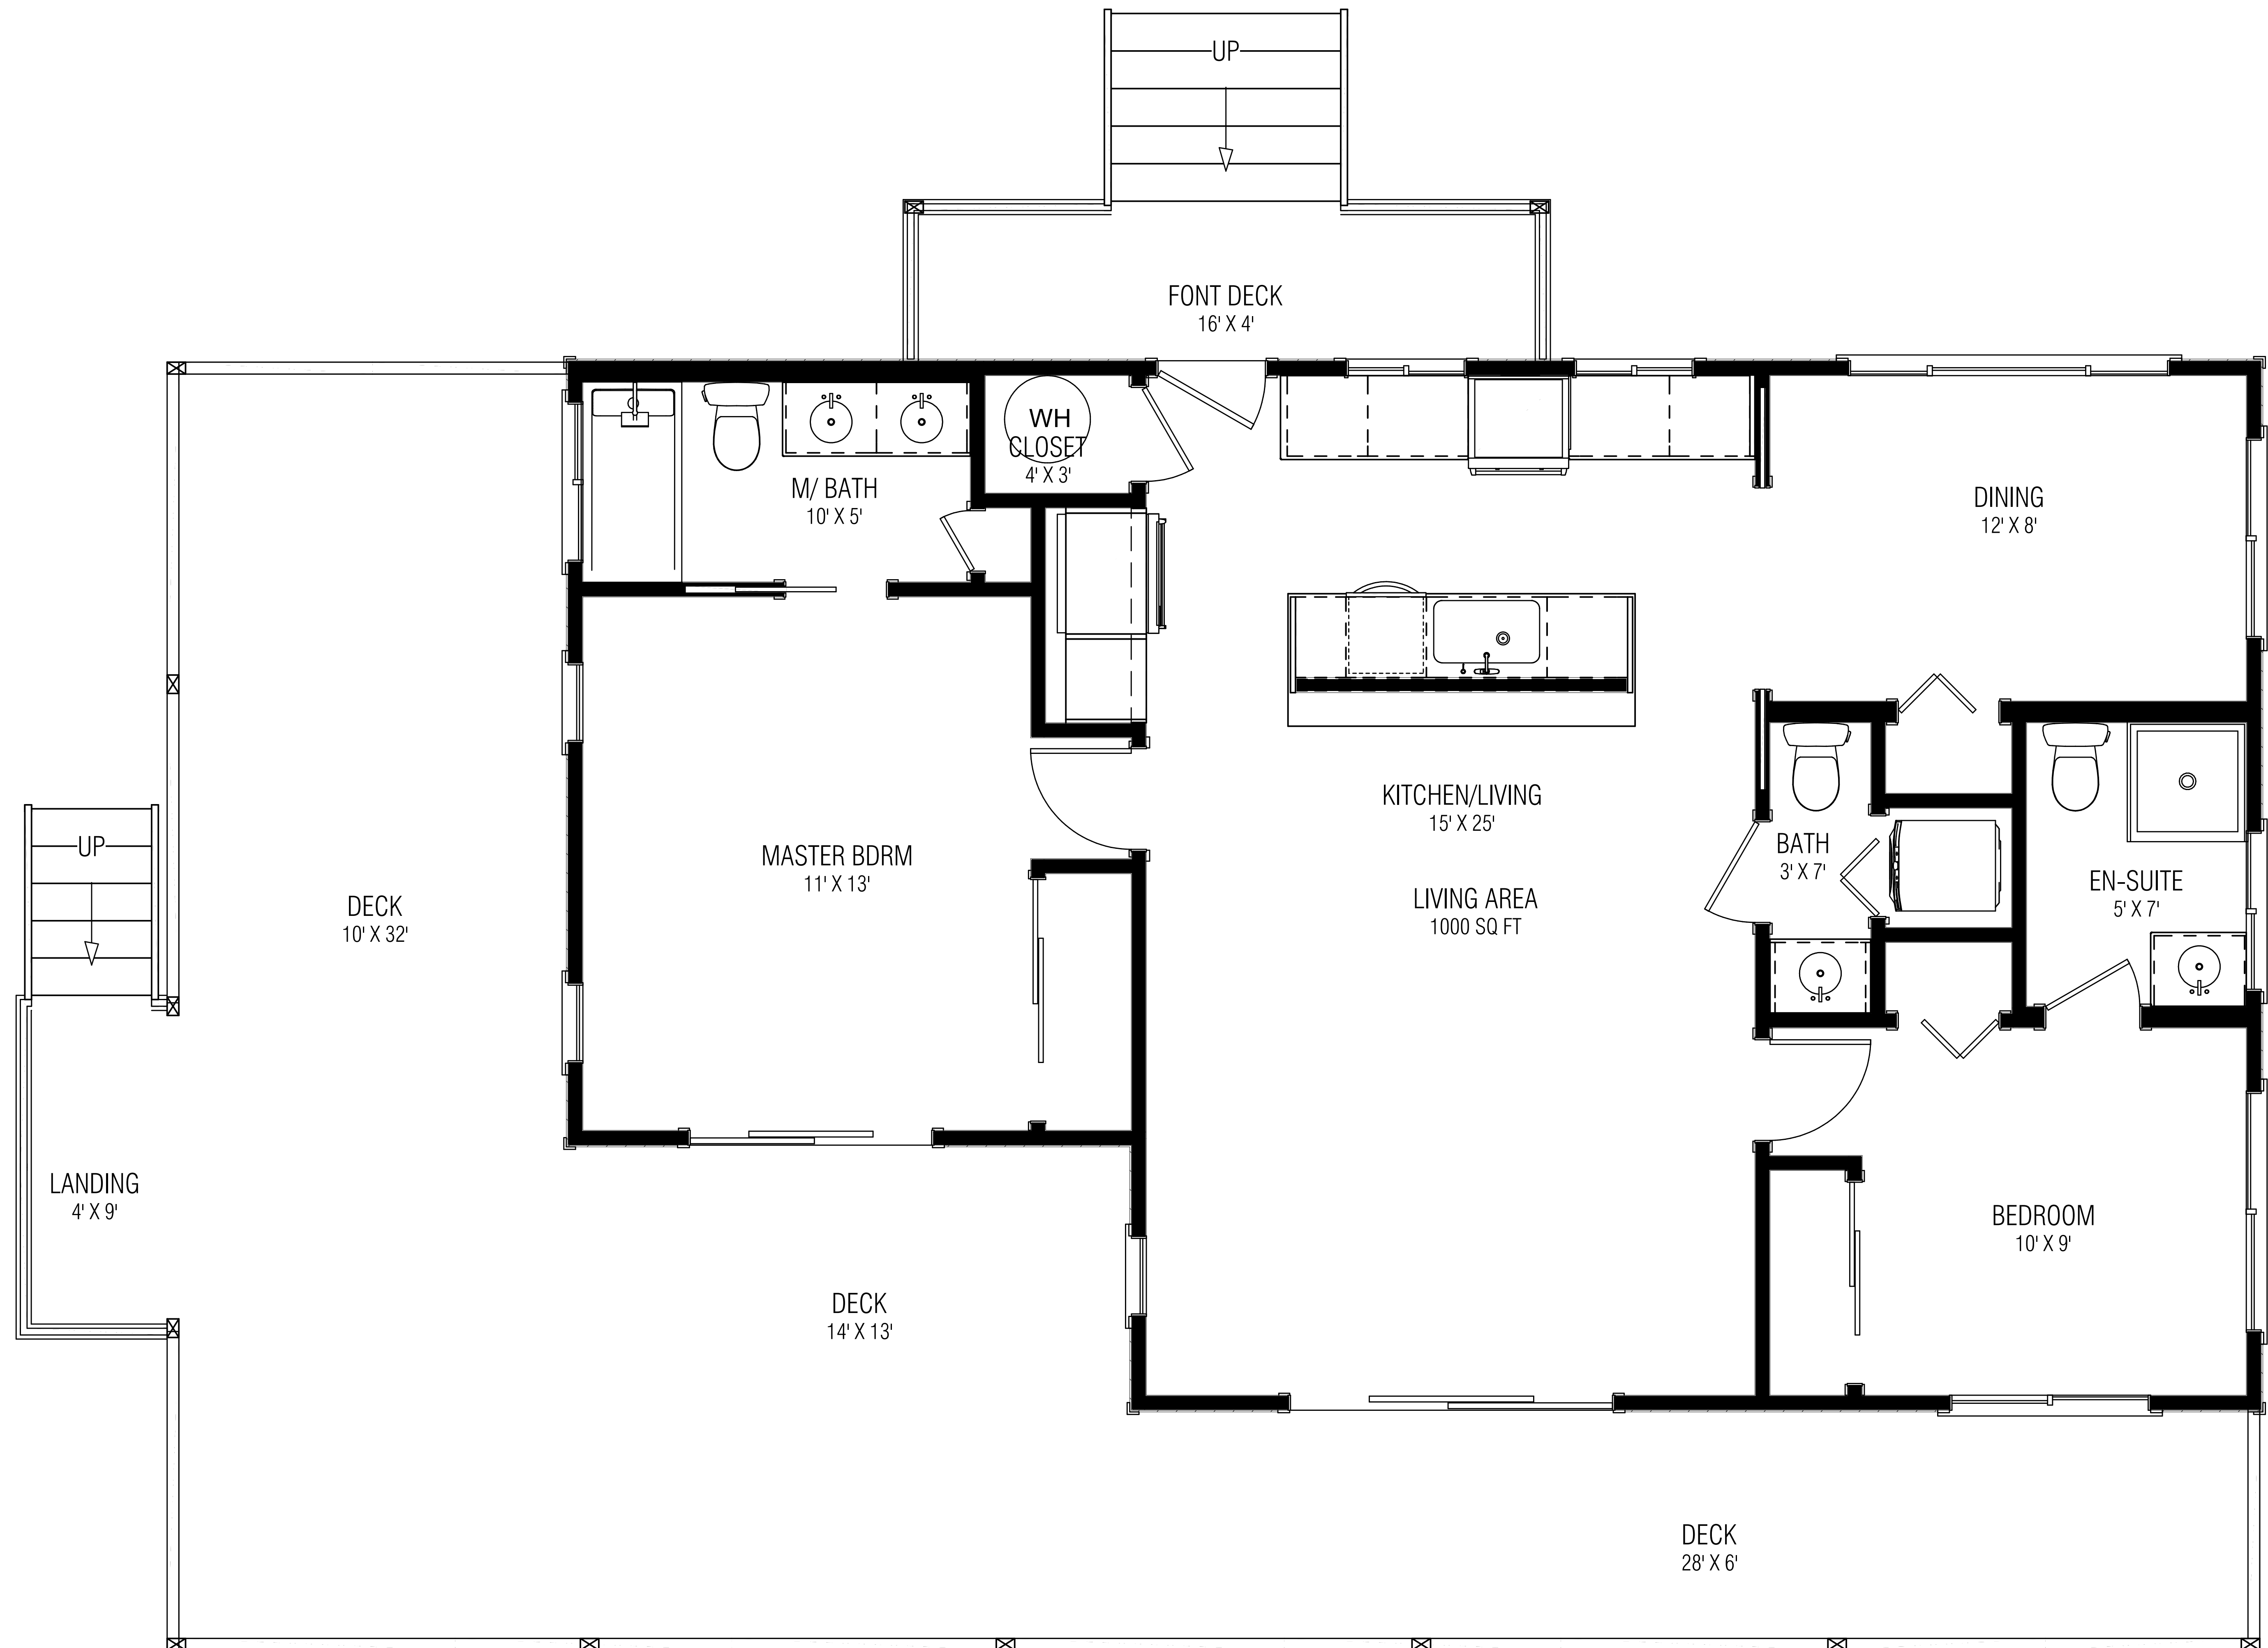 UP
FONT DECK
16' X 4'
WH
CLOSET
4' X 3'
M/ BATH
10' X 5'
DINING
12' X 8'
KITCHEN/LIVING
15' X 25'
LIVING AREA
1000 SQ FT
MASTER BDRM
11' X 13'
BATH
3' X 7'
EN-SUITE
5' X 7'
UP
DECK
10' X 32'
LANDING
4' X 9'
BEDROOM
10' X 9'
DECK
14' X 13'
DECK
28' X 6'